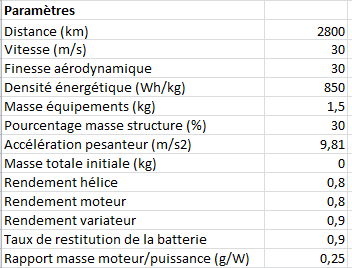 Paramètres
Distance (km) 2800
Vitesse (m/s) 30
Finesse aérodynamique 30
Densité énergétique (Wh/kg) 850
Masse équipements (kg) 1,5
Pourcentage masse structure (%) 30
Accélération pesanteur (m/s2) 9,81
Masse totale initiale (kg) 0
Rendement hélice 0,8
Rendement moteur 0,8
Rendement variateur 0,9
Taux de restitution de la batterie 0,9
Rapport masse moteur/puissance (g/W) 0,25